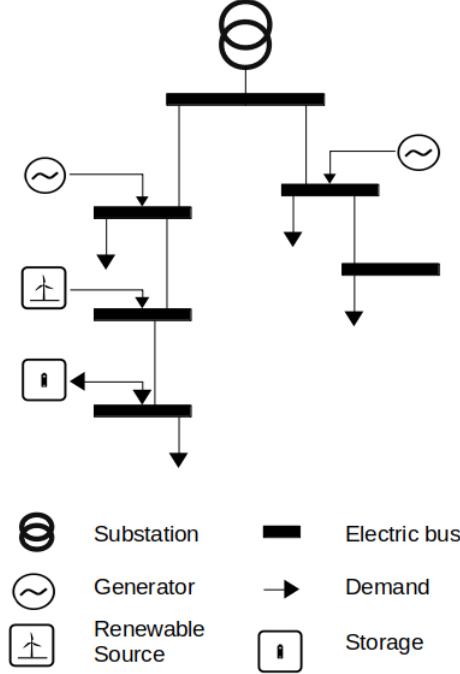 Substation
Electric bus
Generator
Demand
Renewable
Source
Storage